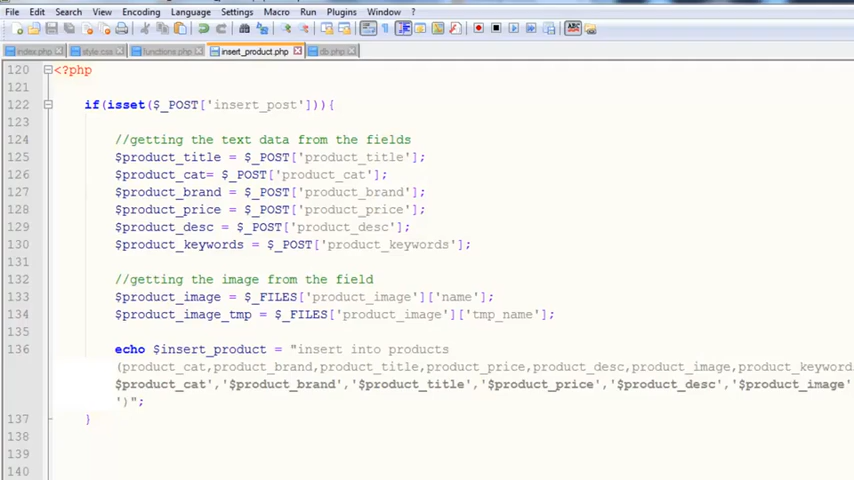 File Edit Search View Encoding Language Settings Macro Run Plugins Window ?
index.php style.css functions.php insert_product.php db.php
120 <?php
121
122 if(isset($_POST['insert_post'])){
123
124 //getting the text data from the fields
125 $product_title = $_POST['product_title'];
126 $product_cat= $_POST['product_cat'];
127 $product_brand = $_POST['product_brand'];
128 $product_price = $_POST['product_price'];
129 $product_desc = $_POST['product_desc'];
130 $product_keywords = $_POST['product_keywords'];
131
132 //getting the image from the field
133 $product_image = $_FILES['product_image']['name'];
134 $product_image_tmp = $_FILES['product_image']['tmp_name'];
135
136 echo $insert_product = "insert into products
(product_cat,product_brand,product_title,product_price,product_desc,product_image,product_keyword
$product_cat','$product_brand','$product_title','$product_price','$product_desc','$product_image'
')";
137 }
138
139
140